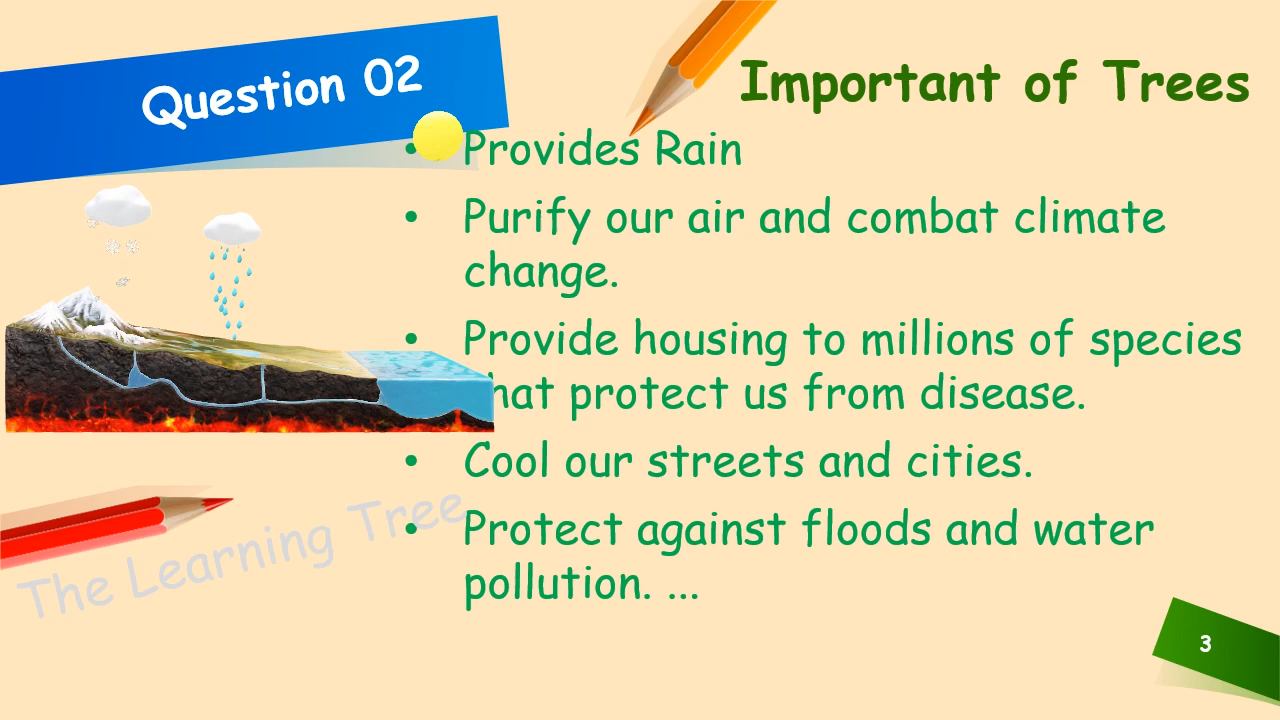 Question 02
Important of Trees
• Provides Rain
• Purify our air and combat climate
change.
• Provide housing to millions of species
hat protect us from disease.
• Cool our streets and cities.
• Protect against floods and water
pollution. ...
The Learning Tree
3